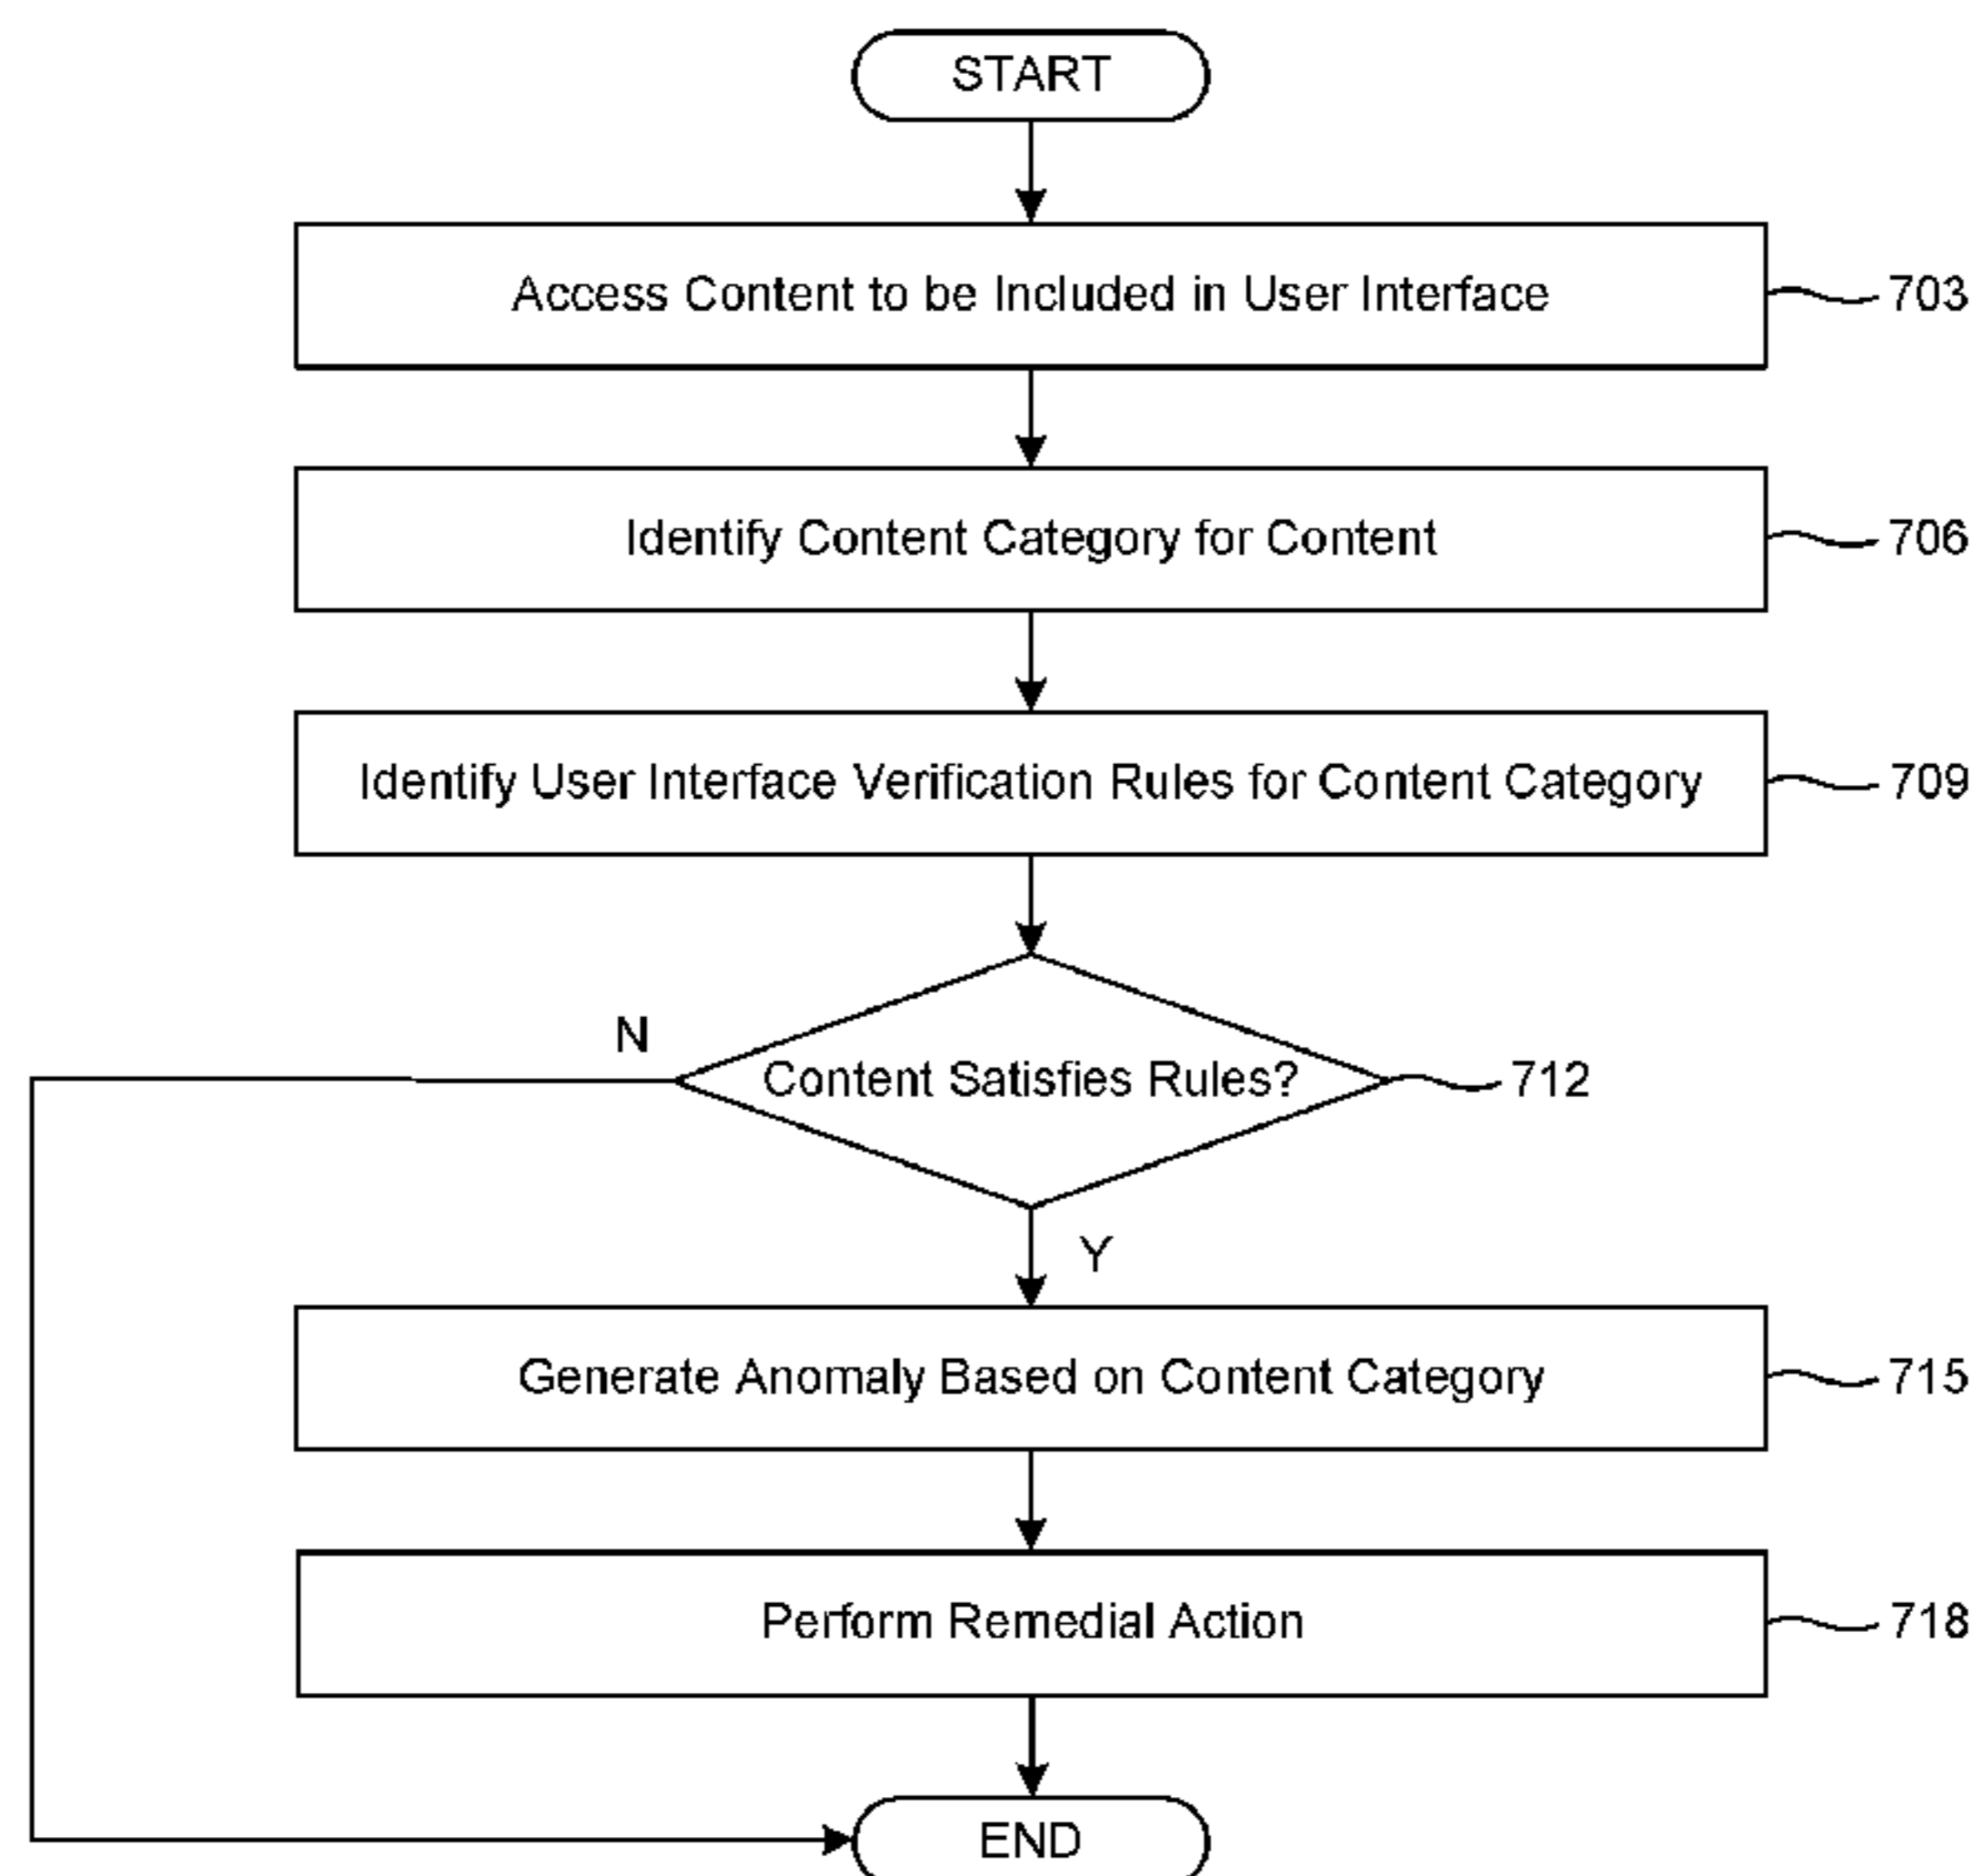 START
Access Content to be Included in User Interface
703
Identify Content Category for Content
706
Identify User Interface Verification Rules for Content Category
709
N
Content Satisfies Rules?
712
Y
Generate Anomaly Based on Content Category
715
Perform Remedial Action
718
END